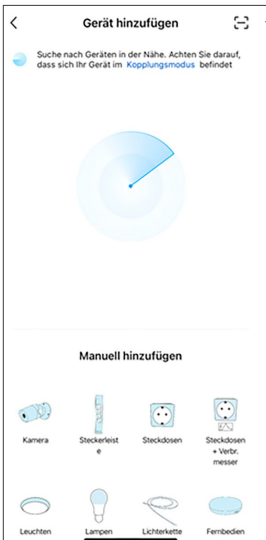 Gerät hinzufügen
Suche nach Geräten in der Nähe. Achten Sie darauf,
dass sich Ihr Gerät im Kopplungsmodus befindet
Manuell hinzufügen
Kamera
Steckerleist
e
Steckdosen
Steckdosen
+ Verbr.
messer
Leuchten
Lampen
Lichterkette
Fernbedien